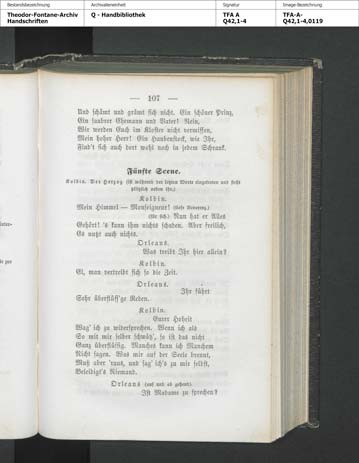 Bestandsbezeichnung
Archivalieneinheit
Signatur
Image-Bezeichnung
Theodor-Fontane-Archiv
Handschriften
Q - Handbibliothek
TFA A
Q42,1-4
TFA-A-
Q42,1-4,0119
— 107 —
Und schämt und grämt sich nicht. Ein schöner Prinz,
Ein saubrer Ehemann und Vater! Nein,
Wir werden Euch im Kloster nicht vermissen,
Mein hoher Herr! Ein Haubenstock, wie Ihr,
Find't sich auch dort wohl noch in jedem Schrank.
Fünfte Scene.
Kolbin. Der Herzog (ist während der letzten Worte eingetreten und steht
plötzlich neben ihr.)
Kolbin.
Mein Himmel — Monseigneur! (Tiefe Verneigung.)
(Für sich.) Nun hat er Alles
Gehört! 's kann ihm nichts schaden. Aber freilich,
Es nutzt auch nichts.
Orleans.
Was treibt Ihr hier allein?
Kolbin.
Ei, man vertreibt sich so die Zeit.
Orleans.
Ihr führt
Sehr überflüss'ge Reden.
Kolbin.
Eurer Hoheit
Wag' ich zu widersprechen. Wenn ich als
So mit mir selber schwätz', so ist das nicht
Ganz überflüssig. Manches kann ich Manchem
Nicht sagen. Was mir auf der Seele brennt,
Muß aber 'raus, und sag' ich's zu mir selbst,
Beleidigt's Niemand.
Orleans (auf und ab gehend).
Ist Madame zu sprechen?